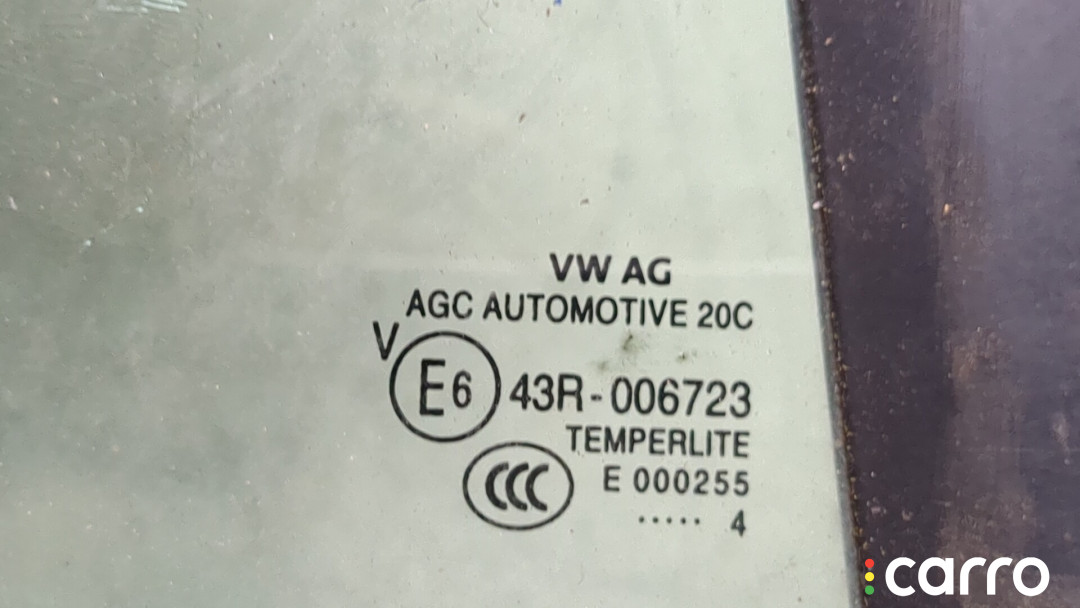 VW AG
AGC AUTOMOTIVE 20C
V
E6 43R-006723
TEMPERLITE
CCC E 000255
..... 4
carro